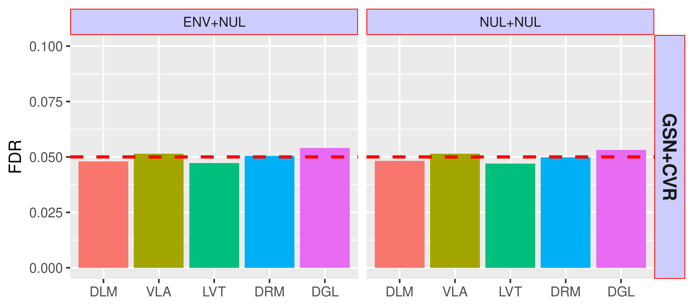 ENV+NUL
NUL+NUL
0.100
0.075
0.050
0.025
0.000
FDR
GSN+CVR
DLM VLA LVT DRM DGL
DLM VLA LVT DRM DGL